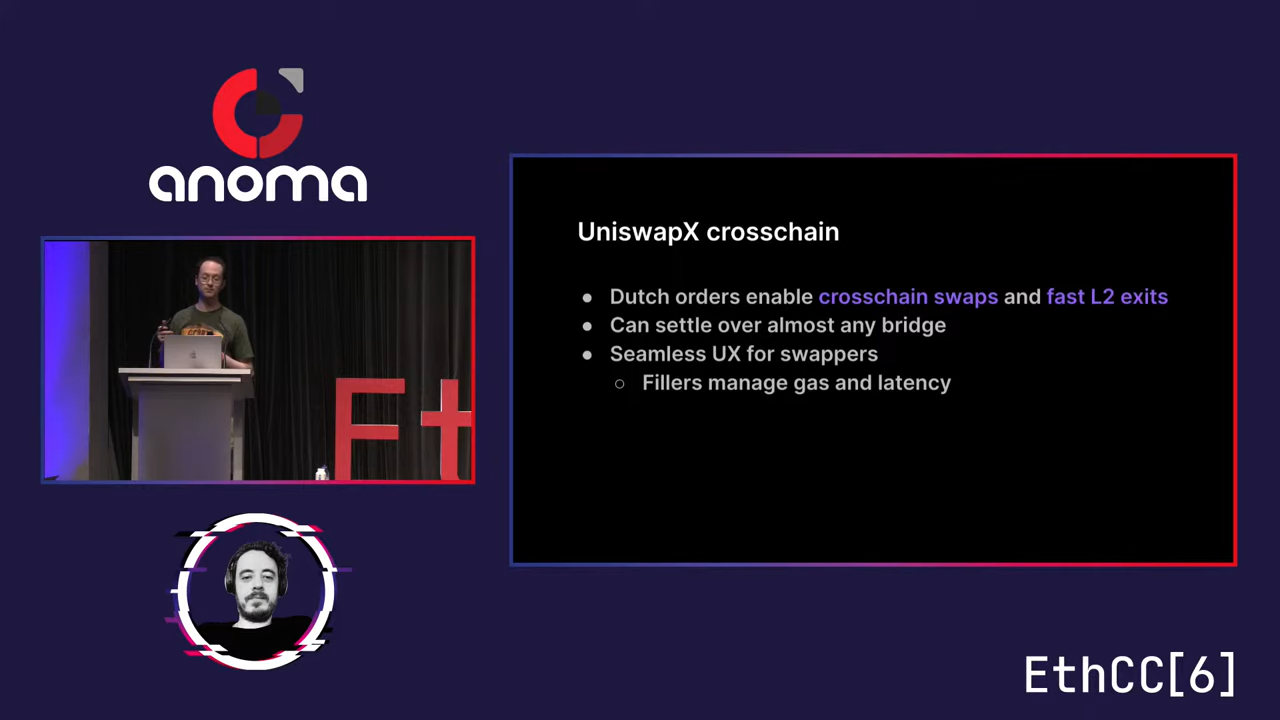 anoma
UniswapX crosschain
● Dutch orders enable crosschain swaps and fast L2 exits
● Can settle over almost any bridge
● Seamless UX for swappers
○ Fillers manage gas and latency
Et
EthCC[6]